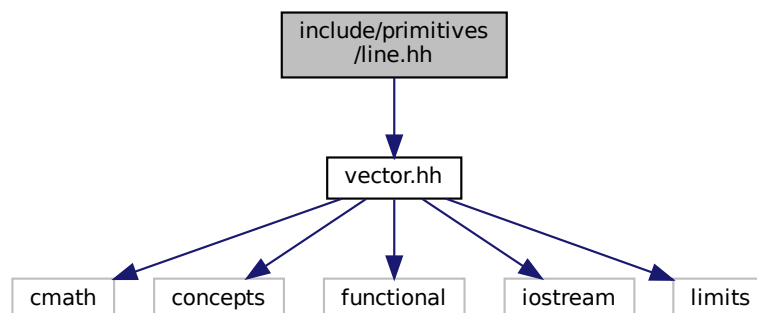 include/primitives
/line.hh
vector.hh
cmath
concepts
functional
iostream
limits